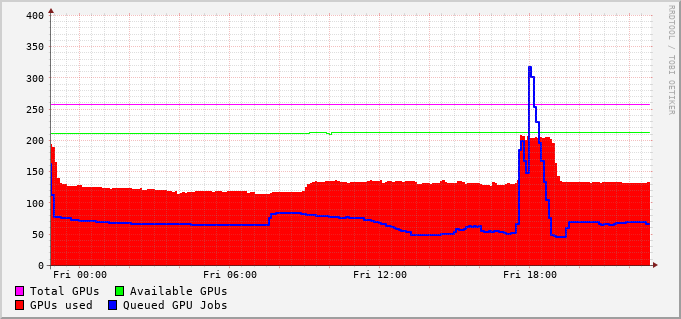 400
350
300
250
200
150
100
50
0
Fri 00:00 Fri 06:00 Fri 12:00 Fri 18:00
Total GPUs Available GPUs
GPUs used Queued GPU Jobs
RRDTOOL / TOBI OETIKER